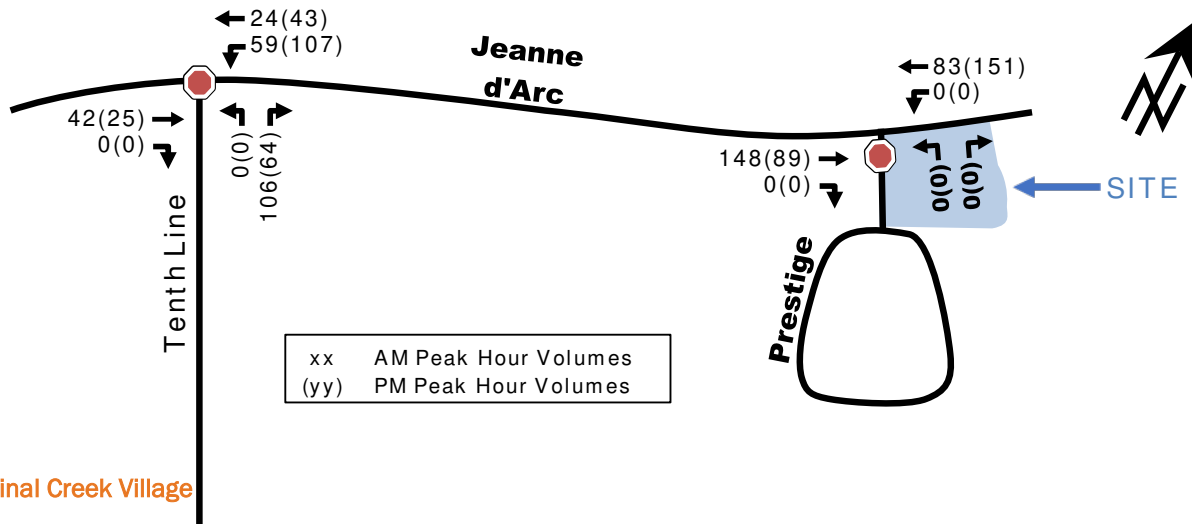 24(43)
59(107)
Jeanne
d'Arc
83(151)
0(0)
42(25)
0(0)
0(0)
106(64)
148(89)
0(0)
0(0)
0(0)
SITE
Tenth Line
Prestige
xx AM Peak Hour Volumes
(yy) PM Peak Hour Volumes
inal Creek Village